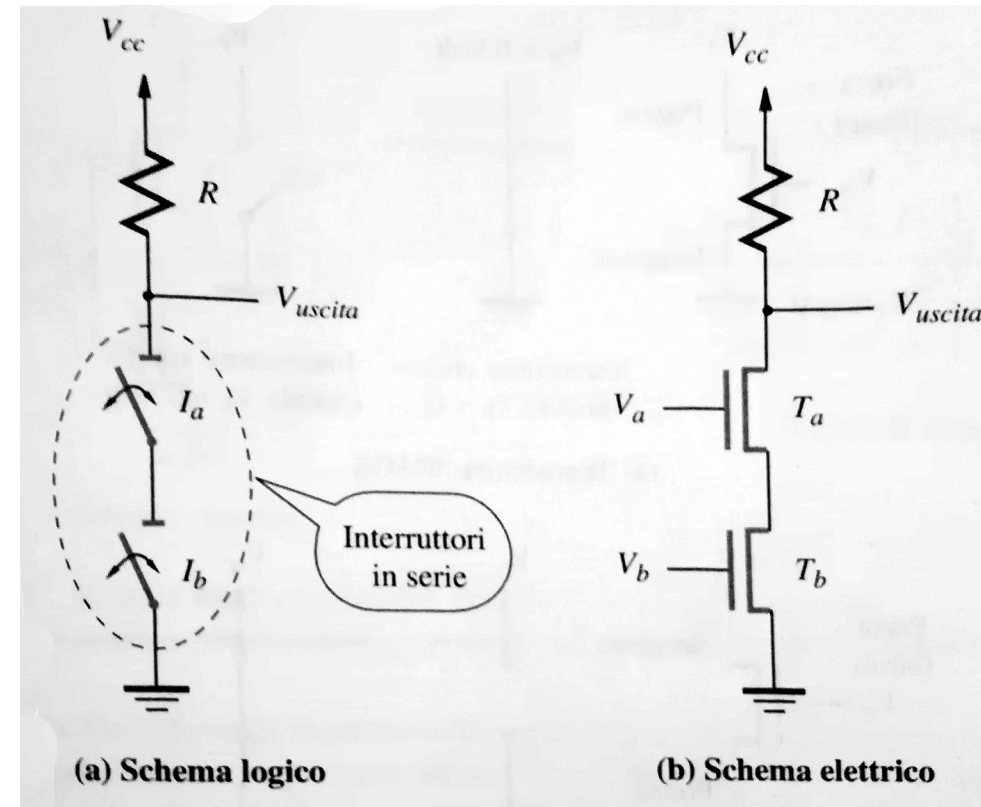 Vcc
R
Vuscita
Ia
Ib
Interruttori
in serie
(a) Schema logico
Vcc
R
Vuscita
Va
Ta
Vb
Tb
(b) Schema elettrico